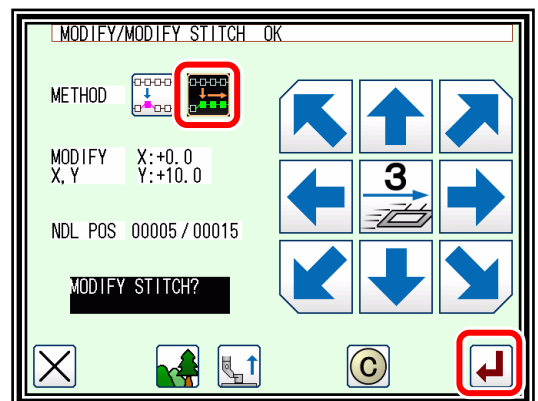 MODIFY/MODIFY STITCH OK
METHOD
MODIFY X:+0.0
X,Y Y:+10.0
3
NDL POS 00005/00015
MODIFY STITCH?
C